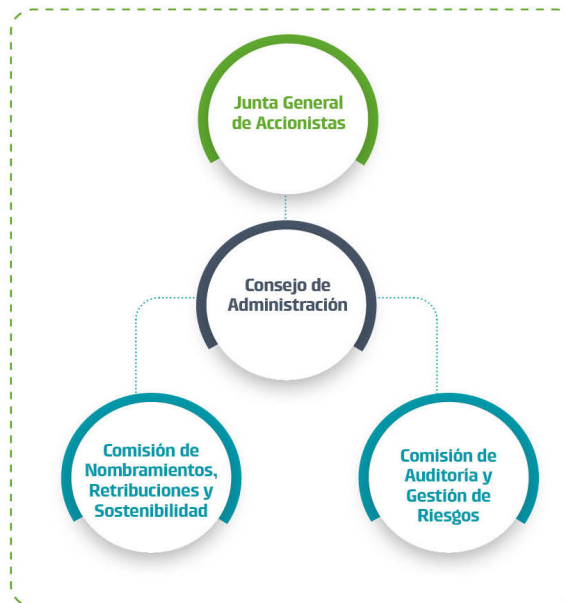 Junta General
de Accionistas
Consejo de
Administración
Comisión de
Nombramientos,
Retribuciones y
Sostenibilidad
Comisión de
Auditoría y
Gestión de
Riesgos